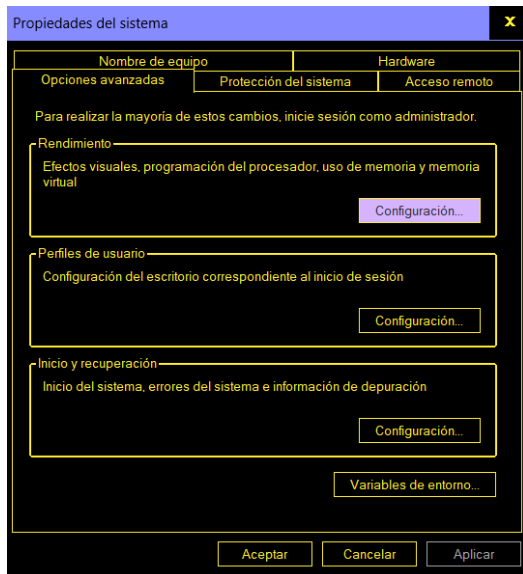 Propiedades del sistema
x
Nombre de equipo
Hardware
Opciones avanzadas
Protección del sistema
Acceso remoto
Para realizar la mayoría de estos cambios, inicie sesión como administrador.
Rendimiento
Efectos visuales, programación del procesador, uso de memoria y memoria
virtual
Configuración...
Perfiles de usuario
Configuración del escritorio correspondiente al inicio de sesión
Configuración...
Inicio y recuperación
Inicio del sistema, errores del sistema e información de depuración
Configuración...
Variables de entorno...
Aceptar
Cancelar
Aplicar